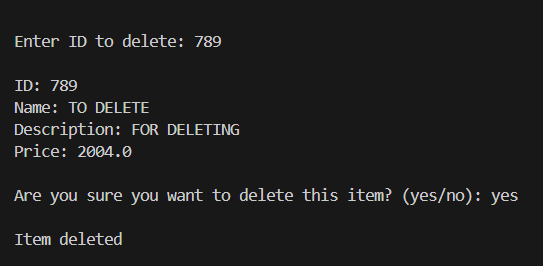 Enter ID to delete: 789
ID: 789
Name: TO DELETE
Description: FOR DELETING
Price: 2004.0
Are you sure you want to delete this item? (yes/no): yes
Item deleted